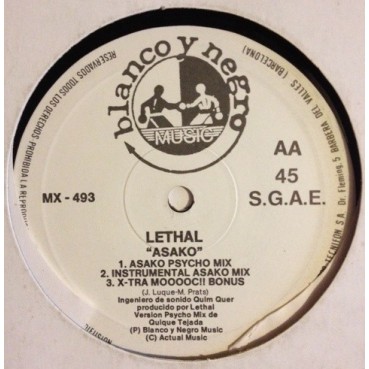 blanco y negro
MUSIC
RESERVADOS TODOS LOS DERECHOS PROHIBIDA LA
BARBERA DEL VALLES (BARCELONA)
Dr. Fleming, 5
S.A.
AA
45
S.G.A.E.
MX - 493
LETHAL
"ASAKO"
1. ASAKO PSYCHO MIX
2. INSTRUMENTAL ASAKO MIX
3. X-TRA MOOOOC!! BONUS
(J. Luque-M. Prats)
Ingeniero de sonido Quim Quer
producido por Lethal
Version Psycho Mix de
Quique Tejada
(P) Blanco y Negro Music
(C) Actual Music